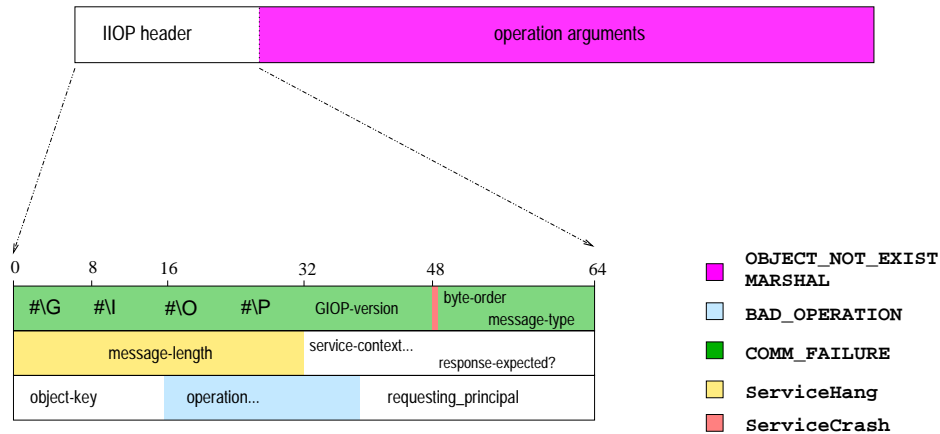 IIOP header operation arguments
0 8 16 32 48 64
#\G #\I #\O #\P GIOP-version byte-order
message-type
message-length service-context...
response-expected?
object-key operation... requesting_principal
OBJECT_NOT_EXIST
MARSHAL
BAD_OPERATION
COMM_FAILURE
ServiceHang
ServiceCrash